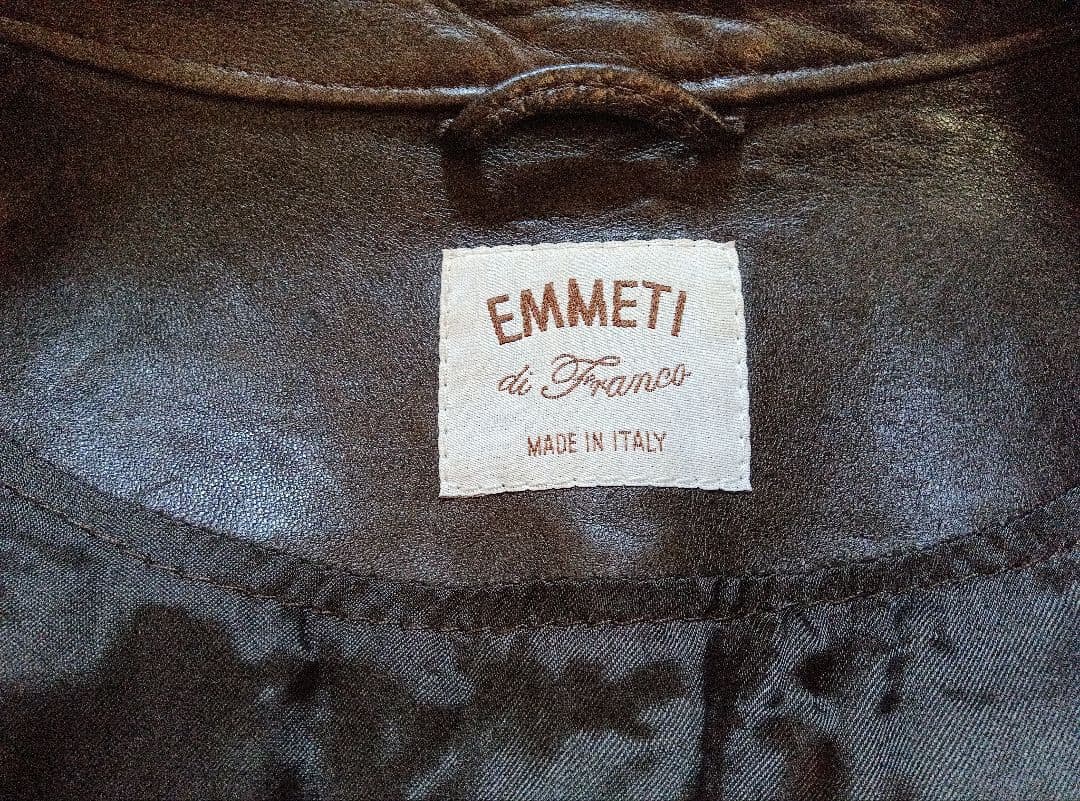 EMMETI
di Franco
MADE IN ITALY